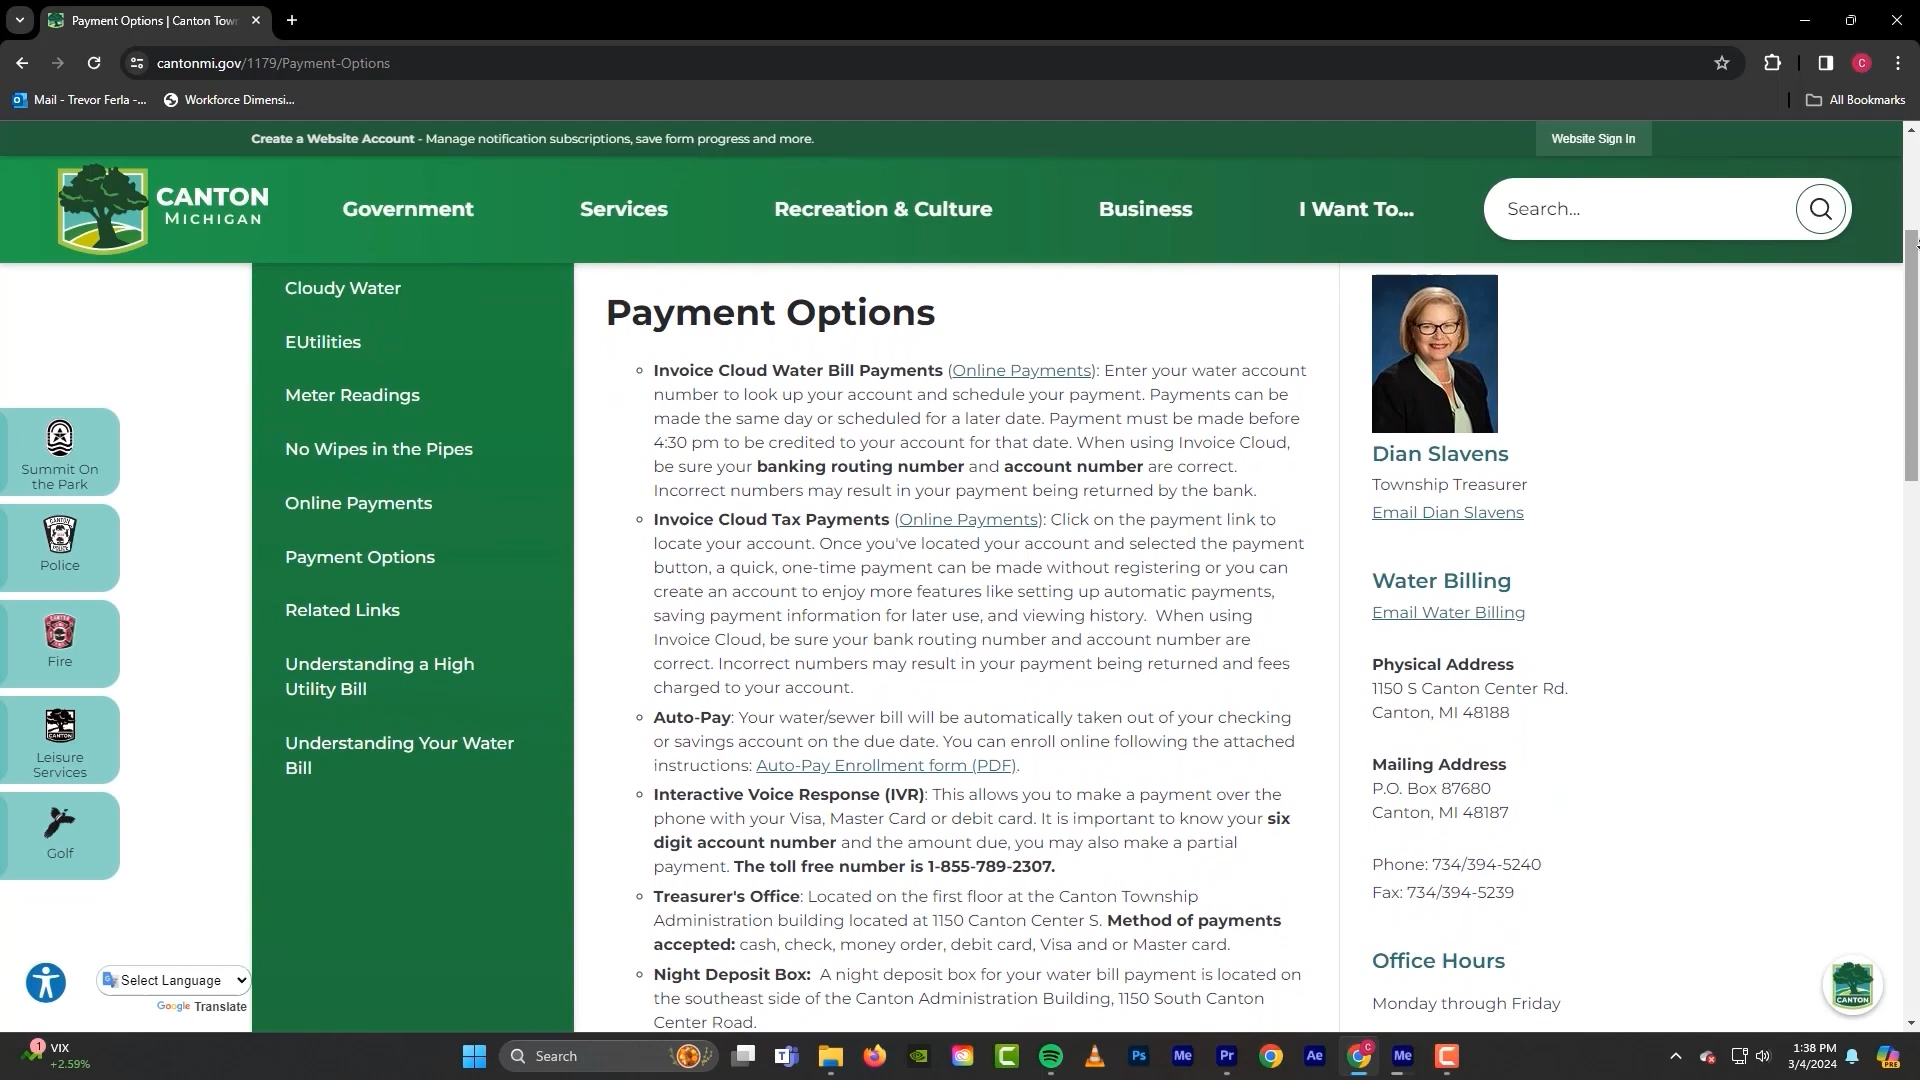 Payment Options | Canton Tow
cantonmi.gov/1179/Payment-Options
C
Mail - Trevor Ferla -...
Workforce Dimensi...
All Bookmarks
Create a Website Account - Manage notification subscriptions, save form progress and more.
Website Sign In
CANTON
MICHIGAN
Government
Services
Recreation & Culture
Business
I Want To...
Search...
Summit On
the Park
Police
Fire
CANTON
Leisure
Services
Golf
Select Language
Google Translate
Cloudy Water
EUtilities
Meter Readings
No Wipes in the Pipes
Online Payments
Payment Options
Related Links
Understanding a High
Utility Bill
Understanding Your Water
Bill
Payment Options
Invoice Cloud Water Bill Payments (Online Payments): Enter your water account
number to look up your account and schedule your payment. Payments can be
made the same day or scheduled for a later date. Payment must be made before
4:30 pm to be credited to your account for that date. When using Invoice Cloud,
be sure your banking routing number and account number are correct.
Incorrect numbers may result in your payment being returned by the bank.
Invoice Cloud Tax Payments (Online Payments): Click on the payment link to
locate your account. Once you've located your account and selected the payment
button, a quick, one-time payment can be made without registering or you can
create an account to enjoy more features like setting up automatic payments,
saving payment information for later use, and viewing history. When using
Invoice Cloud, be sure your bank routing number and account number are
correct. Incorrect numbers may result in your payment being returned and fees
charged to your account.
Auto-Pay: Your water/sewer bill will be automatically taken out of your checking
or savings account on the due date. You can enroll online following the attached
instructions: Auto-Pay Enrollment form (PDF).
Interactive Voice Response (IVR): This allows you to make a payment over the
phone with your Visa, Master Card or debit card. It is important to know your six
digit account number and the amount due, you may also make a partial
payment. The toll free number is 1-855-789-2307.
Treasurer's Office: Located on the first floor at the Canton Township
Administration building located at 1150 Canton Center S. Method of payments
accepted: cash, check, money order, debit card, Visa and or Master card.
Night Deposit Box: A night deposit box for your water bill payment is located on
the southeast side of the Canton Administration Building, 1150 South Canton
Center Road.
Dian Slavens
Township Treasurer
Email Dian Slavens
Water Billing
Email Water Billing
Physical Address
1150 S Canton Center Rd.
Canton, MI 48188
Mailing Address
P.O. Box 87680
Canton, MI 48187
Phone: 734/394-5240
Fax: 734/394-5239
Office Hours
Monday through Friday
CANTON
1
VIX
+2.59%
Search
Ps
Me
Pr
Ae
C
Me
1:38 PM
3/4/2024
PRE